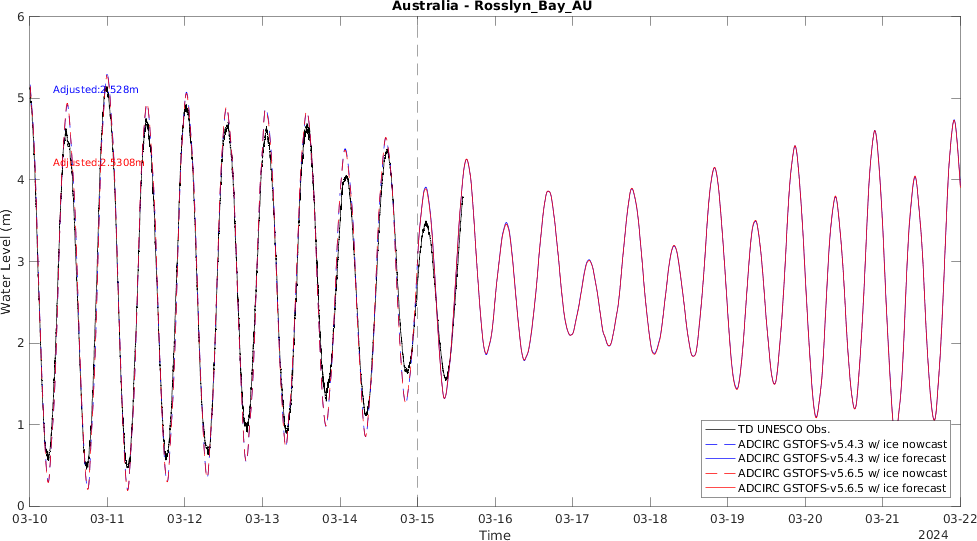 Australia - Rosslyn_Bay_AU
Water Level (m)
6
5
4
3
2
1
0
Adjusted:2.528m
Adjusted:2.5308m
TD UNESCO Obs.
ADCIRC GSTOFS-v5.4.3 w/ ice nowcast
ADCIRC GSTOFS-v5.4.3 w/ ice forecast
ADCIRC GSTOFS-v5.6.5 w/ ice nowcast
ADCIRC GSTOFS-v5.6.5 w/ ice forecast
03-10 03-11 03-12 03-13 03-14 03-15 03-16 03-17 03-18 03-19 03-20 03-21 03-22
Time
2024